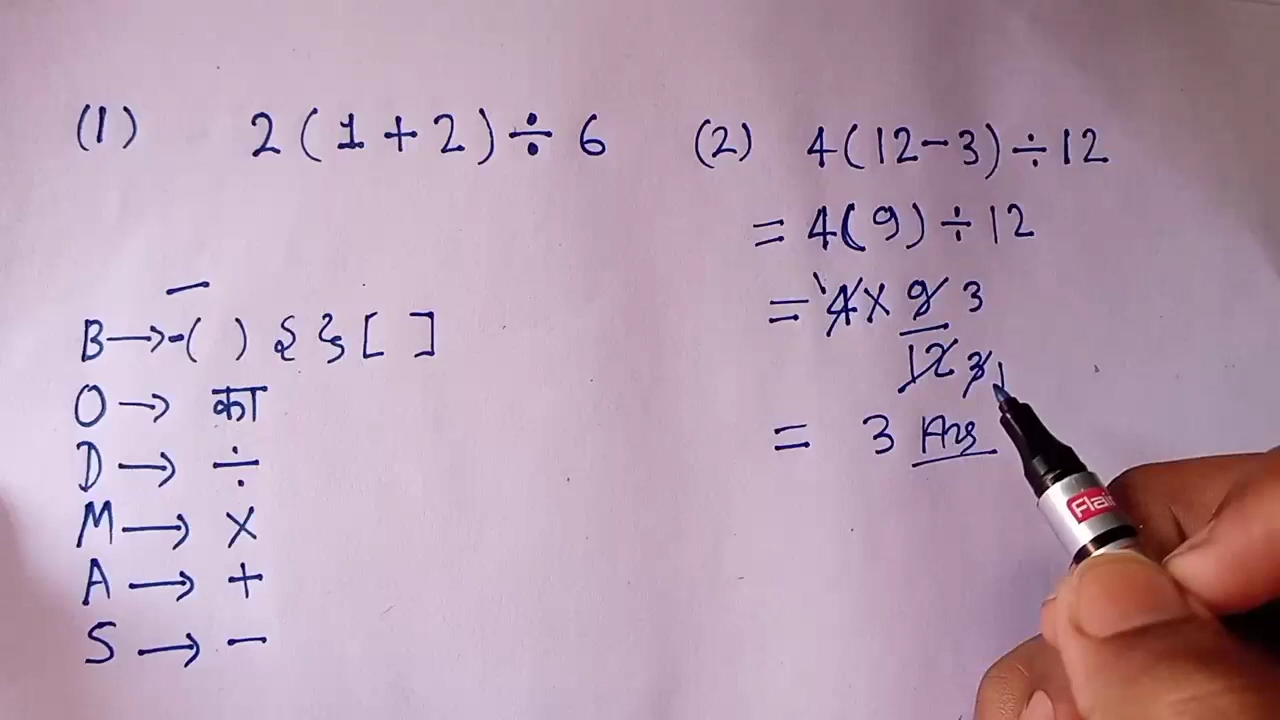 (1) 2(1+2)÷6
B→-‾( ) { } [ ]
O→ का
D→ ÷
M→ ×
A→ +
S→ −
(2) 4(12−3)÷12
=4(9)÷12
=¹4×9 3
12 3 1
= 3 Ans
Flair